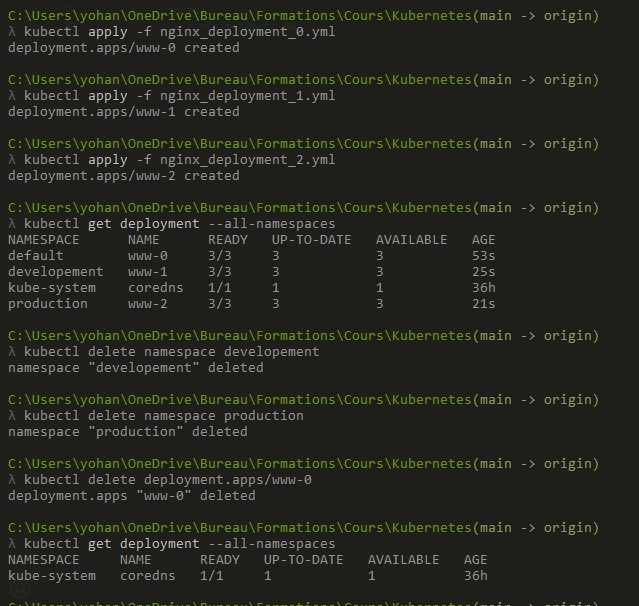 C:\Users\yohan\OneDrive\Bureau\Formations\Cours\Kubernetes(main -> origin)
λ kubectl apply -f nginx_deployment_0.yml
deployment.apps/www-0 created
C:\Users\yohan\OneDrive\Bureau\Formations\Cours\Kubernetes(main -> origin)
λ kubectl apply -f nginx_deployment_1.yml
deployment.apps/www-1 created
C:\Users\yohan\OneDrive\Bureau\Formations\Cours\Kubernetes(main -> origin)
λ kubectl apply -f nginx_deployment_2.yml
deployment.apps/www-2 created
C:\Users\yohan\OneDrive\Bureau\Formations\Cours\Kubernetes(main -> origin)
λ kubectl get deployment --all-namespaces
NAMESPACE NAME READY UP-TO-DATE AVAILABLE AGE
default www-0 3/3 3 3 53s
developement www-1 3/3 3 3 25s
kube-system coredns 1/1 1 1 36h
production www-2 3/3 3 3 21s
C:\Users\yohan\OneDrive\Bureau\Formations\Cours\Kubernetes(main -> origin)
λ kubectl delete namespace developement
namespace "developement" deleted
C:\Users\yohan\OneDrive\Bureau\Formations\Cours\Kubernetes(main -> origin)
λ kubectl delete namespace production
namespace "production" deleted
C:\Users\yohan\OneDrive\Bureau\Formations\Cours\Kubernetes(main -> origin)
λ kubectl delete deployment.apps/www-0
deployment.apps "www-0" deleted
C:\Users\yohan\OneDrive\Bureau\Formations\Cours\Kubernetes(main -> origin)
λ kubectl get deployment --all-namespaces
NAMESPACE NAME READY UP-TO-DATE AVAILABLE AGE
kube-system coredns 1/1 1 1 36h